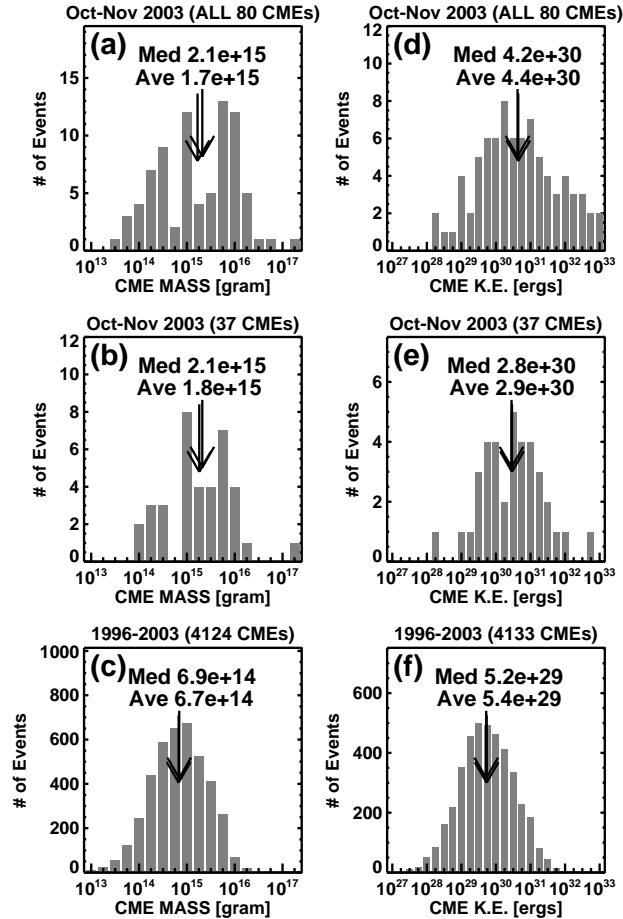 Oct-Nov 2003 (ALL 80 CMEs)
(a)
Med 2.1e+15
Ave 1.7e+15
# of Events
15
10
5
0
10^13 10^14 10^15 10^16 10^17
CME MASS [gram]
Oct-Nov 2003 (ALL 80 CMEs)
(d)
Med 4.2e+30
Ave 4.4e+30
# of Events
12
10
8
6
4
2
0
10^27 10^28 10^29 10^30 10^31 10^32 10^33
CME K.E. [ergs]
Oct-Nov 2003 (37 CMEs)
(b)
Med 2.1e+15
Ave 1.8e+15
# of Events
12
10
8
6
4
2
0
10^13 10^14 10^15 10^16 10^17
CME MASS [gram]
Oct-Nov 2003 (37 CMEs)
(e)
Med 2.8e+30
Ave 2.9e+30
# of Events
6
4
2
0
10^27 10^28 10^29 10^30 10^31 10^32 10^33
CME K.E. [ergs]
1996-2003 (4124 CMEs)
(c)
Med 6.9e+14
Ave 6.7e+14
# of Events
1000
800
600
400
200
0
10^13 10^14 10^15 10^16 10^17
CME MASS [gram]
1996-2003 (4133 CMEs)
(f)
Med 5.2e+29
Ave 5.4e+29
# of Events
600
400
200
0
10^27 10^28 10^29 10^30 10^31 10^32 10^33
CME K.E. [ergs]